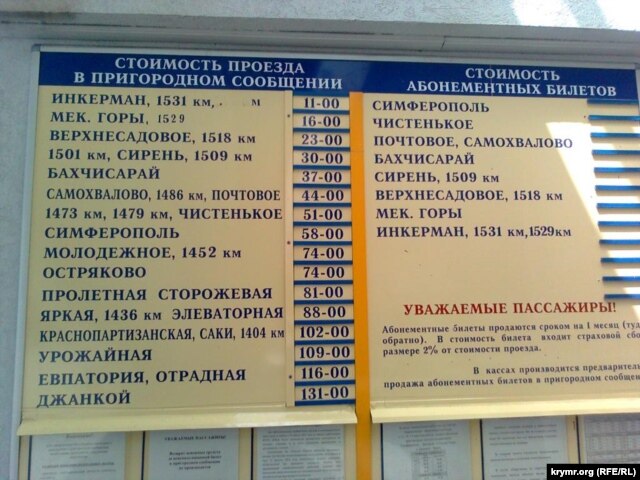 СТОИМОСТЬ ПРОЕЗДА
В ПРИГОРОДНОМ СООБЩЕНИИ
ИНКЕРМАН, 1531 км, м 11-00
МЕК. ГОРЫ, 1529 16-00
ВЕРХНЕСАДОВОЕ, 1518 км 23-00
1501 км, СИРЕНЬ, 1509 км 30-00
БАХЧИСАРАЙ 37-00
САМОХВАЛОВО, 1486 км, ПОЧТОВОЕ 44-00
1473 км, 1479 км, ЧИСТЕНЬКОЕ 51-00
СИМФЕРОПОЛЬ 58-00
МОЛОДЕЖНОЕ, 1452 км 74-00
ОСТРЯКОВО 74-00
ПРОЛЕТНАЯ СТОРОЖЕВАЯ 81-00
ЯРКАЯ, 1436 км ЭЛЕВАТОРНАЯ 88-00
КРАСНОПАРТИЗАНСКАЯ, САКИ, 1404 км 102-00
УРОЖАЙНАЯ 109-00
ЕВПАТОРИЯ, ОТРАДНАЯ 116-00
ДЖАНКОЙ 131-00
СТОИМОСТЬ
АБОНЕМЕНТНЫХ БИЛЕТОВ
СИМФЕРОПОЛЬ
ЧИСТЕНЬКОЕ
ПОЧТОВОЕ, САМОХВАЛОВО
БАХЧИСАРАЙ
СИРЕНЬ, 1509 км
ВЕРХНЕСАДОВОЕ, 1518 км
МЕК. ГОРЫ
ИНКЕРМАН, 1531 км,1529км
УВАЖАЕМЫЕ ПАССАЖИРЫ!
Абонементные билеты продаются сроком на 1 месяц (туд
обратно). В стоимость билета входит страховой сбо
размере 2% от стоимости проезда.
В кассах производится предварител
продажа абонементных билетов в пригородном сообщен
УВАЖАЕМЫЕ ПАССАЖИРЫ!
krymr.org (RFE/RL)